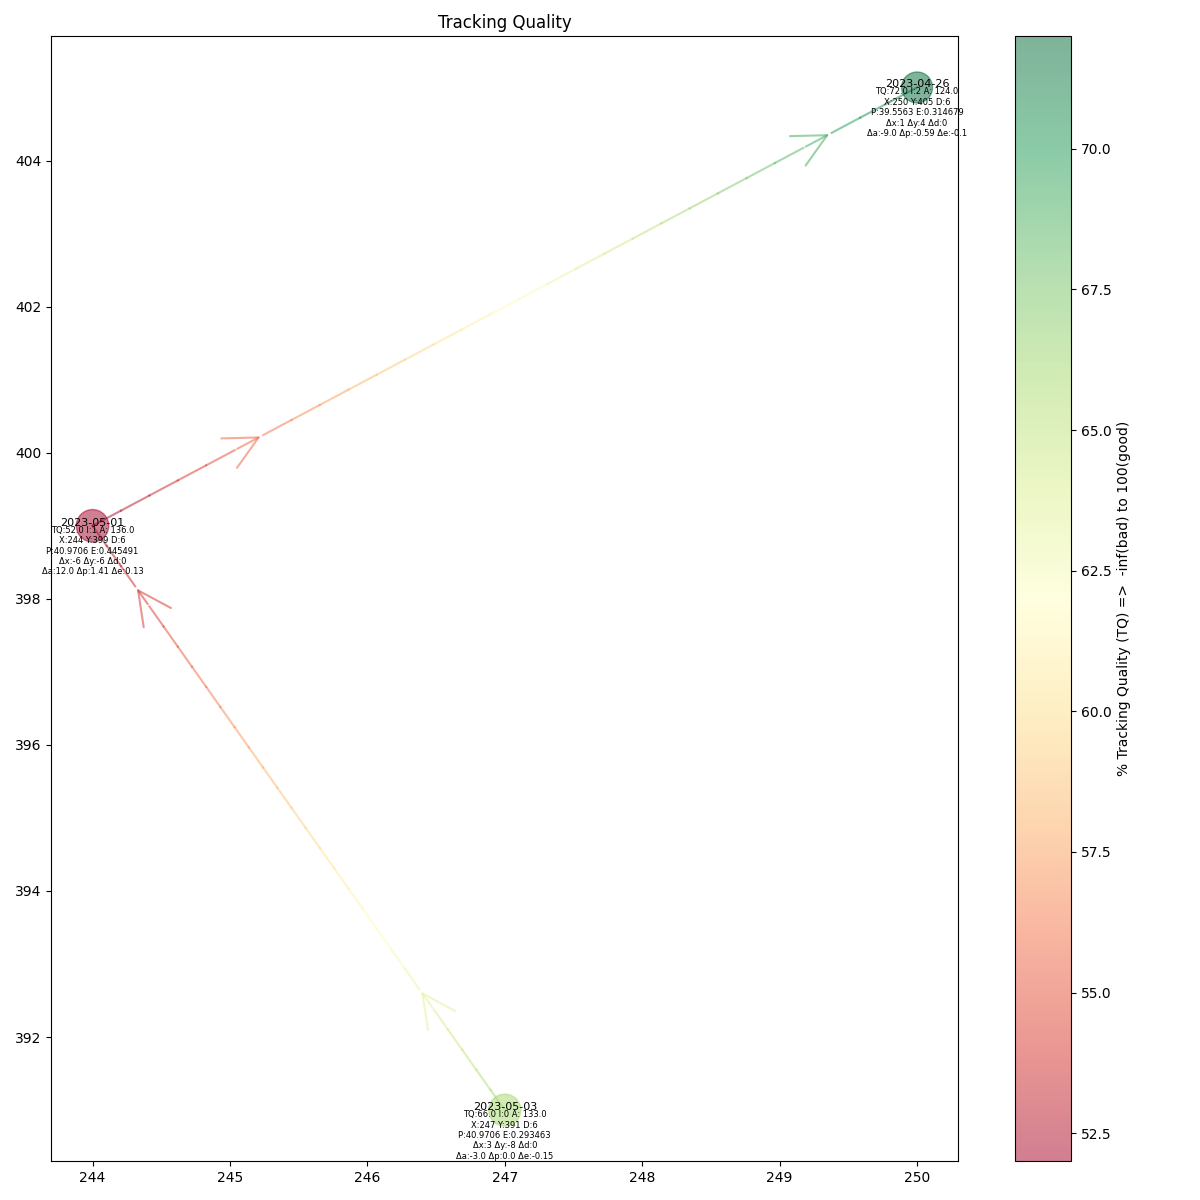 Tracking Quality
2023-04-26
TQ:72.0 I:2 A: 124.0
X:250 Y:405 D:6
P:39.5563 E:0.314679
Δx:1 Δy:4 Δd:0
Δa:-9.0 Δp:-0.59 Δe:-0.1
2023-05-01
TQ:52.0 I:1 A: 136.0
X:244 Y:399 D:6
P:40.9706 E:0.445491
Δx:-6 Δy:-6 Δd:0
Δa:12.0 Δp:1.41 Δe:0.13
2023-05-03
TQ:66.0 I:0 A: 133.0
X:247 Y:391 D:6
P:40.9706 E:0.293463
Δx:3 Δy:-8 Δd:0
Δa:-3.0 Δp:0.0 Δe:-0.15
404
402
400
398
396
394
392
244 245 246 247 248 249 250
70.0
67.5
65.0
62.5
60.0
57.5
55.0
52.5
% Tracking Quality (TQ) => -inf(bad) to 100(good)